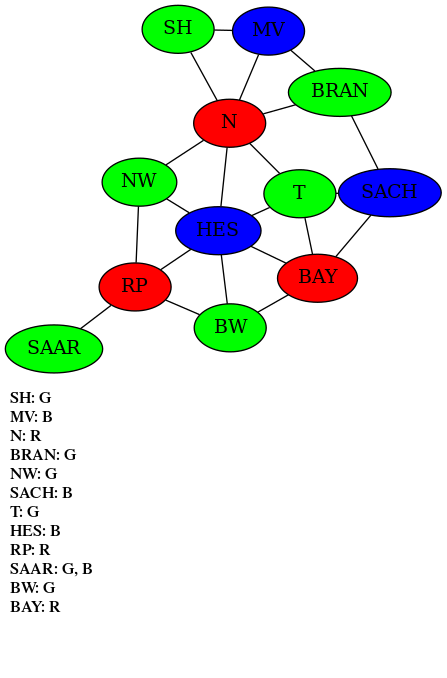 SH
MV
BRAN
N
NW
T
SACH
HES
BAY
RP
BW
SAAR
SH: G
MV: B
N: R
BRAN: G
NW: G
SACH: B
T: G
HES: B
RP: R
SAAR: G, B
BW: G
BAY: R